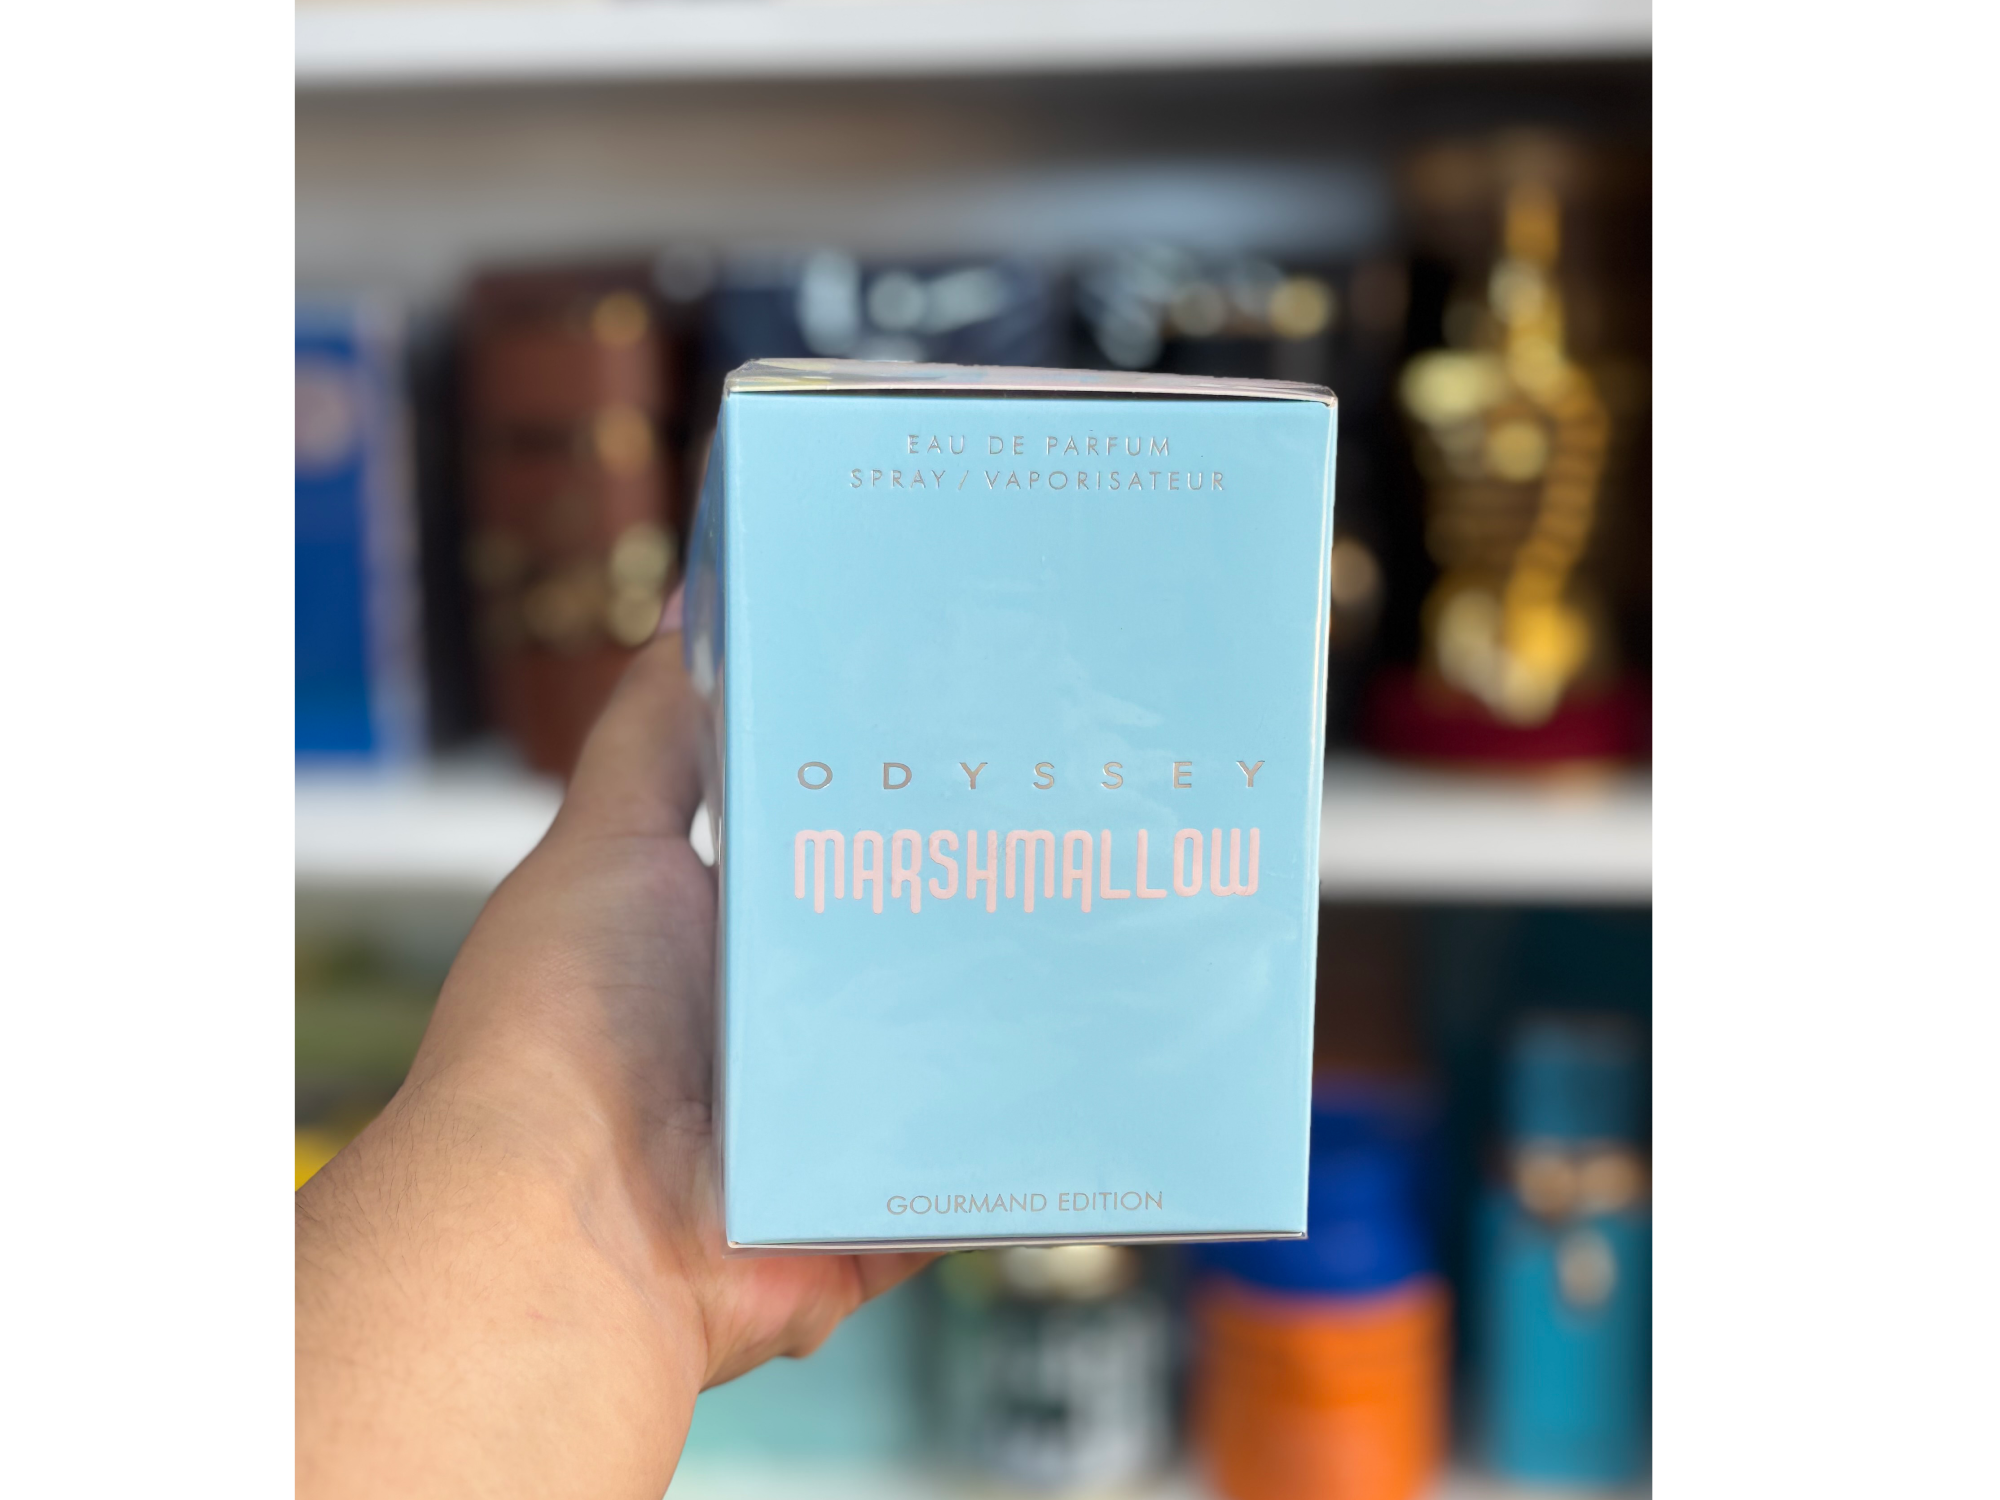 EAU DE PARFUM
SPRAY / VAPORISATEUR
ODYSSEY
MARSHMALLOW
GOURMAND EDITION